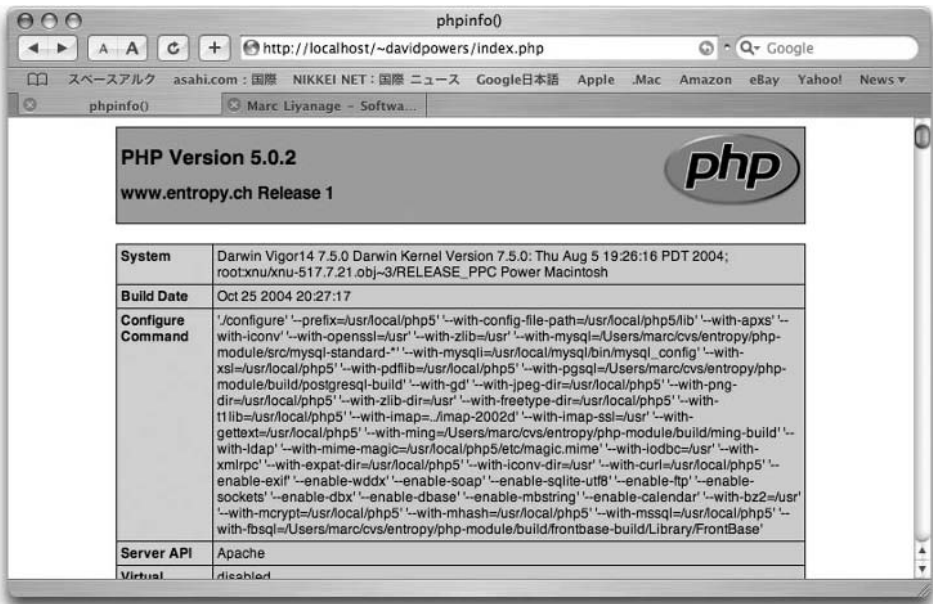 phpinfo()
A A C + http://localhost/~davidpowers/index.php Q Google
スペースアルク asahi.com：国際 NIKKEI NET：国際 ニュース Google日本語 Apple .Mac Amazon eBay Yahoo! News
phpinfo() Marc Liyanage – Softwa...
PHP Version 5.0.2
www.entropy.ch Release 1
php
System Darwin Vigor14 7.5.0 Darwin Kernel Version 7.5.0: Thu Aug 5 19:26:16 PDT 2004;
root:xnu/xnu-517.7.21.obj~3/RELEASE_PPC Power Macintosh
Build Date Oct 25 2004 20:27:17
Configure './configure' '--prefix=/usr/local/php5' '--with-config-file-path=/usr/local/php5/lib' '--with-apxs' '--
Command with-iconv' '--with-openssl=/usr' '--with-zlib=/usr' '--with-mysql=/Users/marc/cvs/entropy/php-
module/src/mysql-standard-*' '--with-mysqli=/usr/local/mysql/bin/mysql_config' '--with-
xsl=/usr/local/php5' '--with-pdflib=/usr/local/php5' '--with-pgsql=/Users/marc/cvs/entropy/php-
module/build/postgresql-build' '--with-gd' '--with-jpeg-dir=/usr/local/php5' '--with-png-
dir=/usr/local/php5' '--with-zlib-dir=/usr' '--with-freetype-dir=/usr/local/php5' '--with-
t1lib=/usr/local/php5' '--with-imap=../imap-2002d' '--with-imap-ssl=/usr' '--with-
gettext=/usr/local/php5' '--with-ming=/Users/marc/cvs/entropy/php-module/build/ming-build' '--
with-ldap' '--with-mime-magic=/usr/local/php5/etc/magic.mime' '--with-iodbc=/usr' '--with-
xmlrpc' '--with-expat-dir=/usr/local/php5' '--with-iconv-dir=/usr' '--with-curl=/usr/local/php5' '--
enable-exif' '--enable-wddx' '--enable-soap' '--enable-sqlite-utf8' '--enable-ftp' '--enable-
sockets' '--enable-dbx' '--enable-dbase' '--enable-mbstring' '--enable-calendar' '--with-bz2=/usr'
'--with-mcrypt=/usr/local/php5' '--with-mhash=/usr/local/php5' '--with-mssql=/usr/local/php5' '--
with-fbsql=/Users/marc/cvs/entropy/php-module/build/frontbase-build/Library/FrontBase'
Server API Apache
Virtual disabled